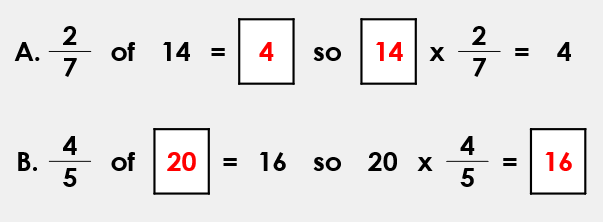 A. 2/7 of 14 = 4 so 14 x 2/7 = 4
B. 4/5 of 20 = 16 so 20 x 4/5 = 16